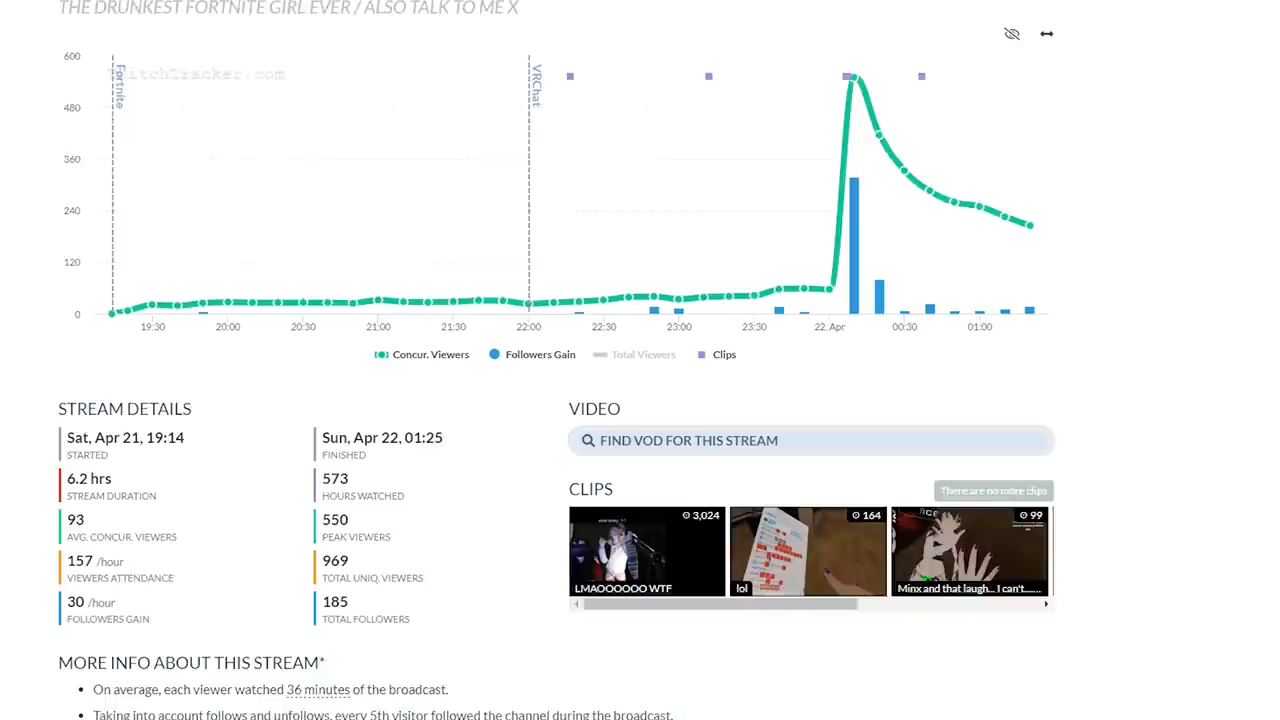 THE DRUNKEST FORTNITE GIRL EVER / ALSO TALK TO ME X
600
480
360
240
120
0
Fortnite
TwitchTracker.com
VRChat
19:30 20:00 20:30 21:00 21:30 22:00 22:30 23:00 23:30 22. Apr 00:30 01:00
Concur. Viewers Followers Gain Total Viewers Clips
STREAM DETAILS
Sat, Apr 21, 19:14
STARTED
Sun, Apr 22, 01:25
FINISHED
6.2 hrs
STREAM DURATION
573
HOURS WATCHED
93
AVG. CONCUR. VIEWERS
550
PEAK VIEWERS
157 /hour
VIEWERS ATTENDANCE
969
TOTAL UNIQ. VIEWERS
30 /hour
FOLLOWERS GAIN
185
TOTAL FOLLOWERS
VIDEO
FIND VOD FOR THIS STREAM
CLIPS
There are no more clips
3,024
LMAOOOOOO WTF
164
lol
99
Minx and that laugh... I can't......
MORE INFO ABOUT THIS STREAM*
On average, each viewer watched 36 minutes of the broadcast.
Taking into account follows and unfollows, every 5th visitor followed the channel during the broadcast.